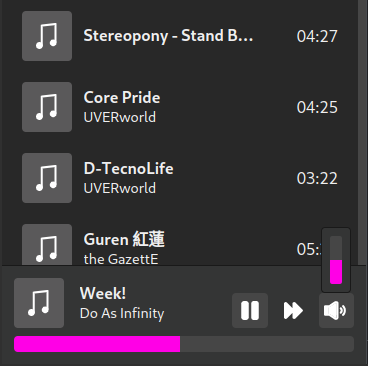 Stereopony - Stand B...
04:27
Core Pride
04:25
UVERworld
D-TecnoLife
03:22
UVERworld
Guren 紅蓮
05:
the GazettE
Week!
Do As Infinity